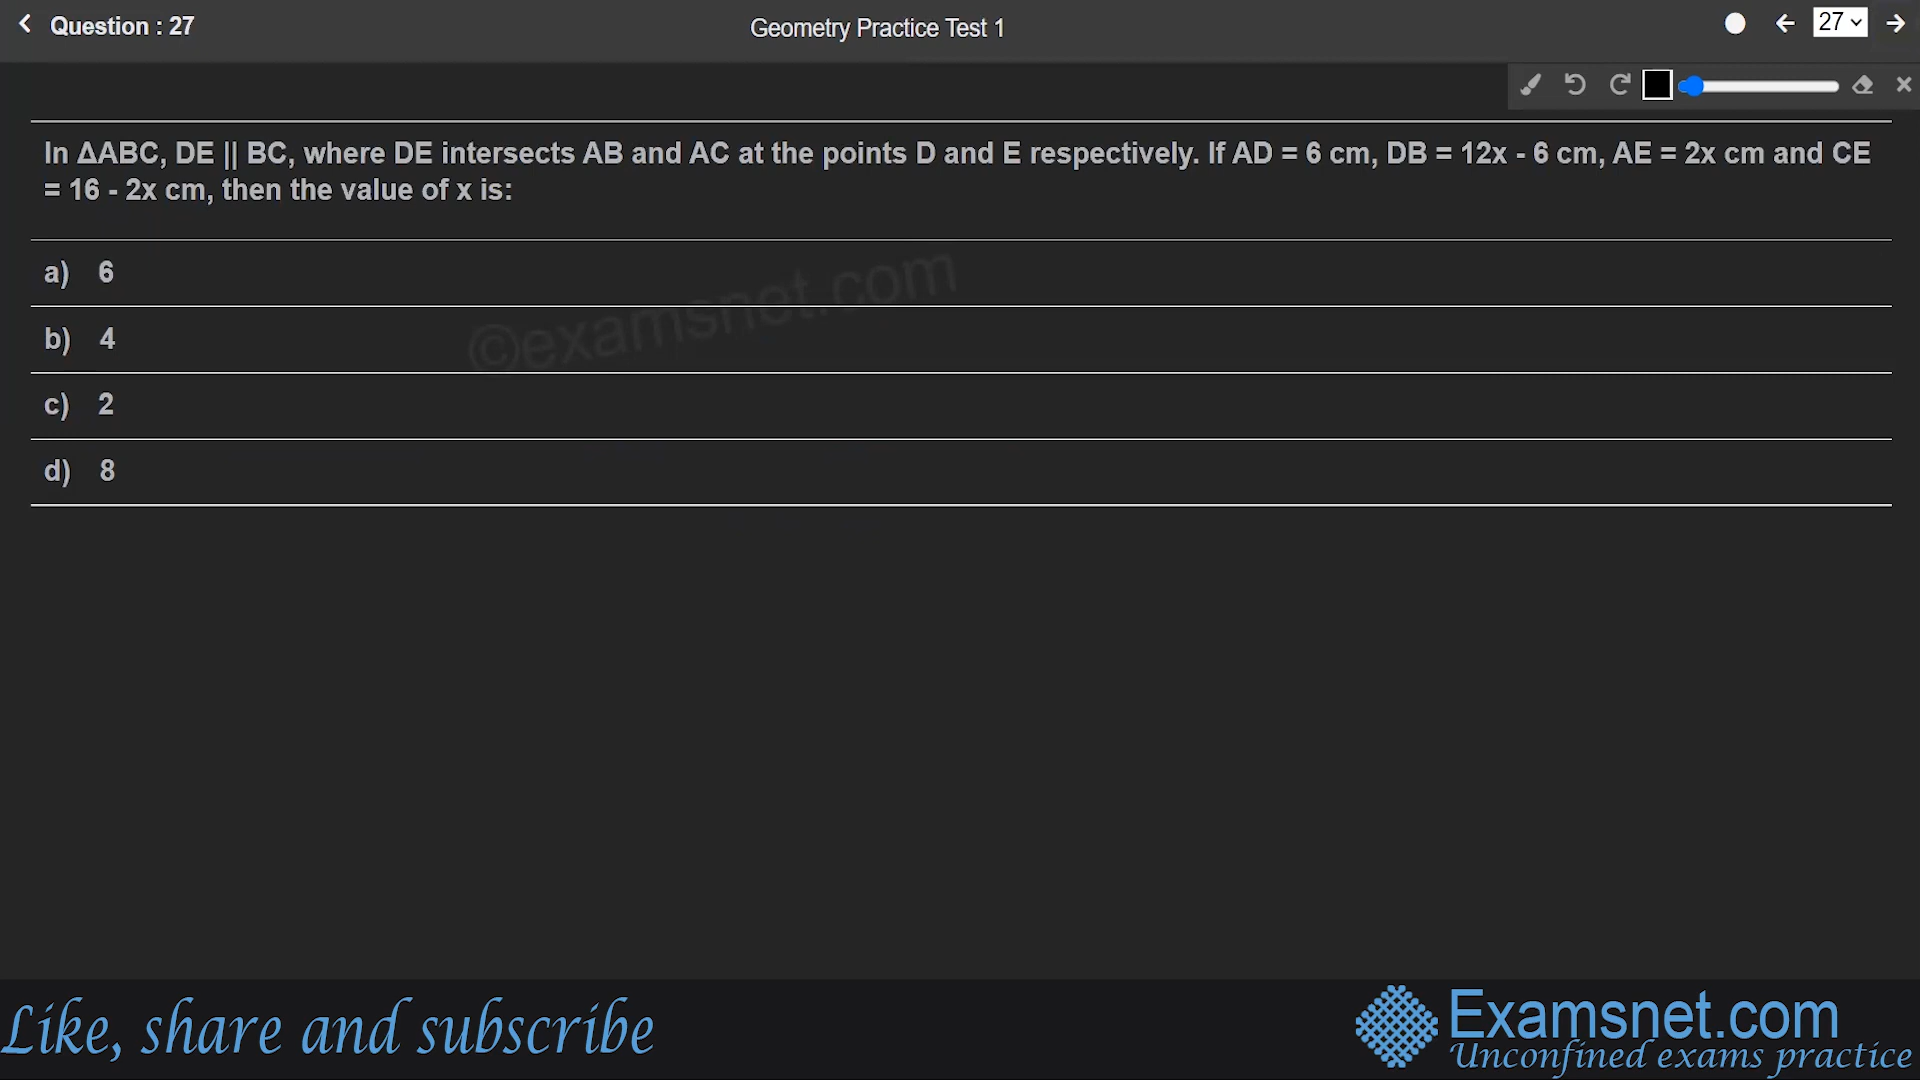 Question : 27
Geometry Practice Test 1
27
In ΔABC, DE || BC, where DE intersects AB and AC at the points D and E respectively. If AD = 6 cm, DB = 12x - 6 cm, AE = 2x cm and CE
= 16 - 2x cm, then the value of x is:
a) 6
b) 4
c) 2
d) 8
©examsnet.com
Like, share and subscribe
Examsnet.com
Unconfined exams practice